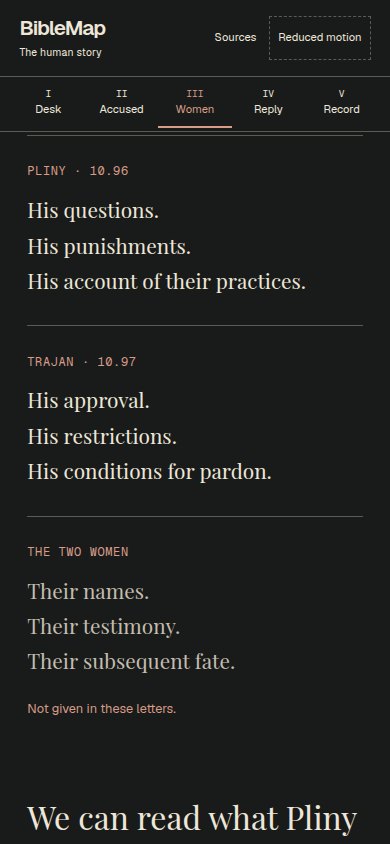 BibleMap
The human story
Sources
Reduced motion
I
Desk
II
Accused
III
Women
IV
Reply
V
Record
PLINY · 10.96
His questions.
His punishments.
His account of their practices.
TRAJAN · 10.97
His approval.
His restrictions.
His conditions for pardon.
THE TWO WOMEN
Their names.
Their testimony.
Their subsequent fate.
Not given in these letters.
We can read what Pliny